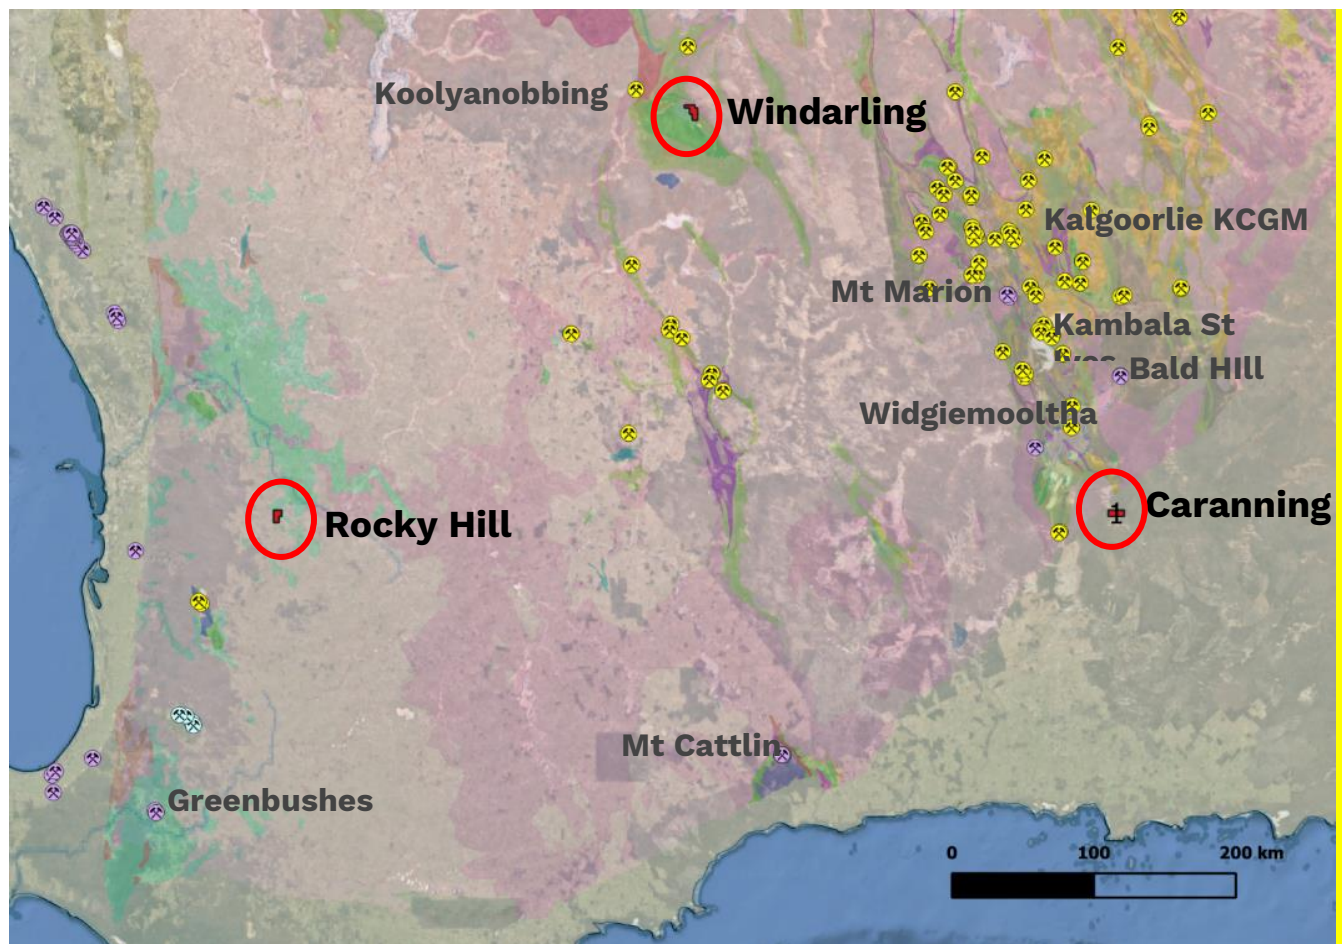 Koolyanobbing
Windarling
Kalgoorlie KCGM
Mt Marion
Kambala St
Bald HIll
Widgiemooltha
Caranning
Rocky Hill
Mt Cattlin
Greenbushes
0 100 200 km